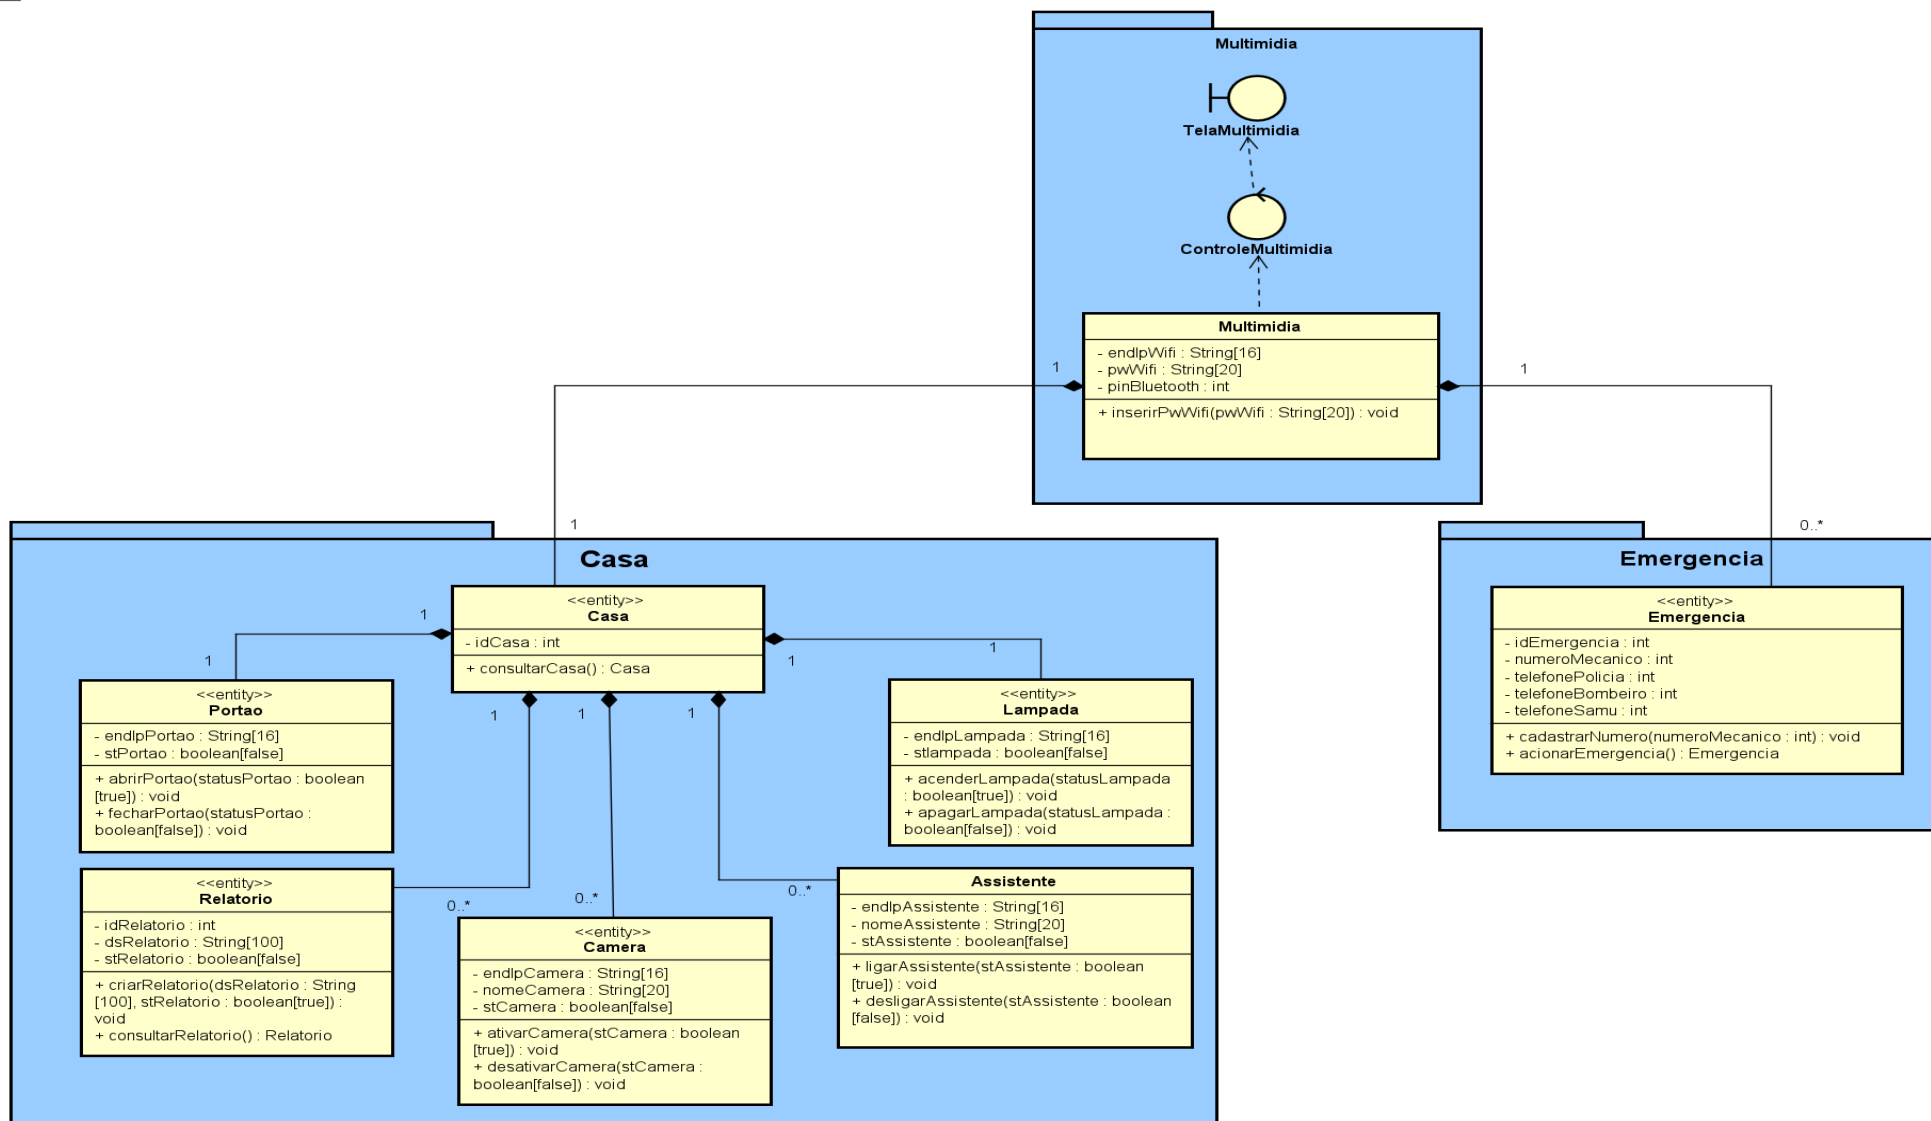 Multimidia
TelaMultimidia
ControleMultimidia
Multimidia
- endIpWifi : String[16]
- pwWifi : String[20]
- pinBluetooth : int
+ inserirPwWifi(pwWifi : String[20]) : void
1
1
1
0..*
Casa
<<entity>>
Casa
- idCasa : int
+ consultarCasa() : Casa
1
1
1
1
1
1
1
<<entity>>
Portao
- endIpPortao : String[16]
- stPortao : boolean[false]
+ abrirPortao(statusPortao : boolean
[true]) : void
+ fecharPortao(statusPortao :
boolean[false]) : void
<<entity>>
Lampada
- endIpLampada : String[16]
- stlampada : boolean[false]
+ acenderLampada(statusLampada
: boolean[true]) : void
+ apagarLampada(statusLampada :
boolean[false]) : void
<<entity>>
Relatorio
- idRelatorio : int
- dsRelatorio : String[100]
- stRelatorio : boolean[false]
+ criarRelatorio(dsRelatorio : String
[100], stRelatorio : boolean[true]) :
void
+ consultarRelatorio() : Relatorio
0..*
0..*
0..*
<<entity>>
Camera
- endIpCamera : String[16]
- nomeCamera : String[20]
- stCamera : boolean[false]
+ ativarCamera(stCamera : boolean
[true]) : void
+ desativarCamera(stCamera :
boolean[false]) : void
Assistente
- endIpAssistente : String[16]
- nomeAssistente : String[20]
- stAssistente : boolean[false]
+ ligarAssistente(stAssistente : boolean
[true]) : void
+ desligarAssistente(stAssistente : boolean
[false]) : void
Emergencia
<<entity>>
Emergencia
- idEmergencia : int
- numeroMecanico : int
- telefonePolicia : int
- telefoneBombeiro : int
- telefoneSamu : int
+ cadastrarNumero(numeroMecanico : int) : void
+ acionarEmergencia() : Emergencia